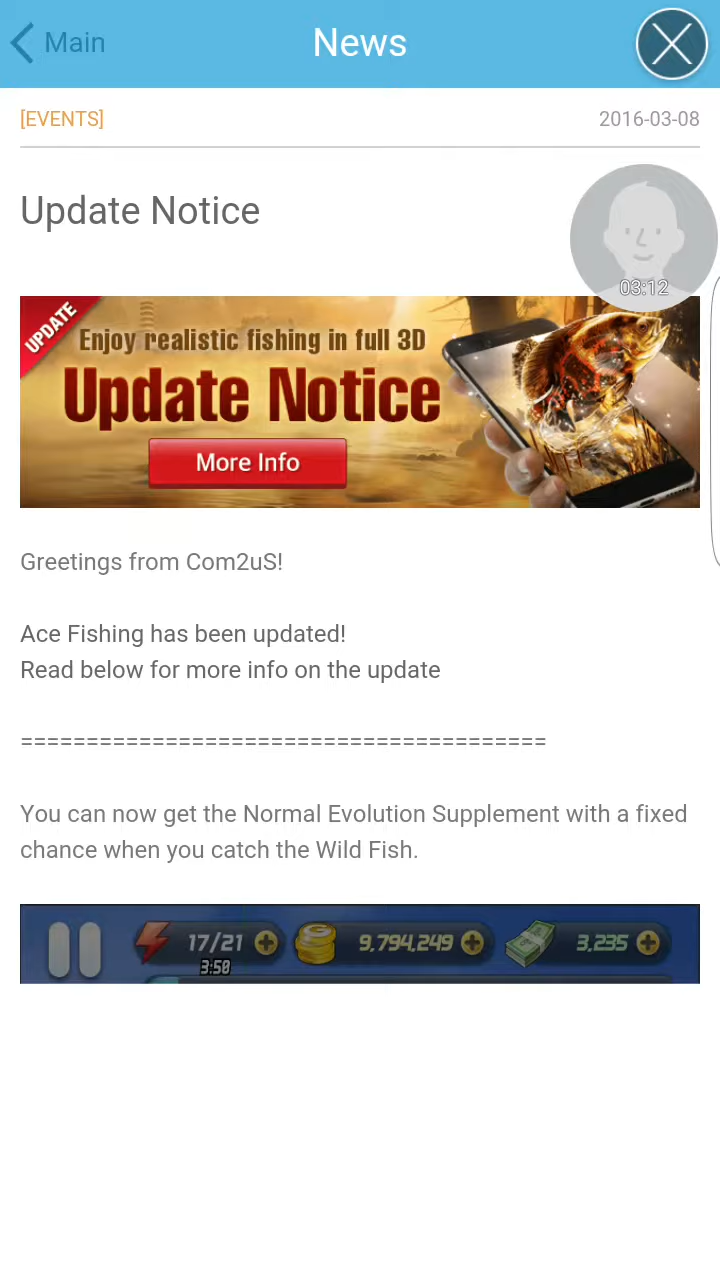 Main
News
[EVENTS]
2016-03-08
Update Notice
03:12
UPDATE
Enjoy realistic fishing in full 3D
Update Notice
More Info
Greetings from Com2uS!
Ace Fishing has been updated!
Read below for more info on the update
========================================
You can now get the Normal Evolution Supplement with a fixed
chance when you catch the Wild Fish.
17/21
9,794,249
3,235
3:50